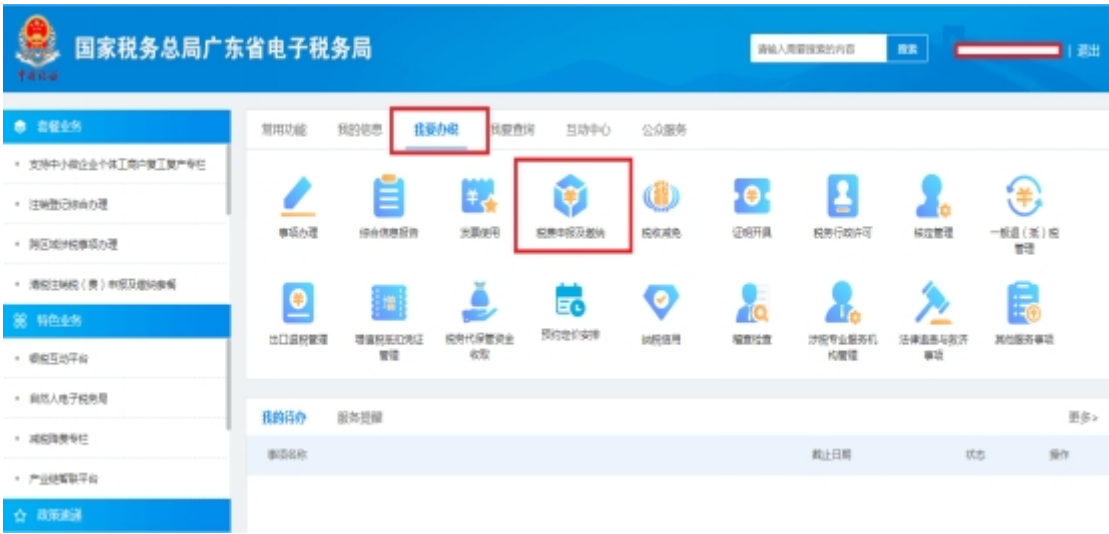 国家税务总局广东省电子税务局
中国税务
请输入需要搜索的内容
搜索
| 退出
套餐业务
支持中小微企业个体工商户复工复产专栏
注销登记综合办理
跨区域涉税事项办理
清税注销税（费）申报及缴纳套餐
特色业务
银税互动平台
自然人电子税务局
减税降费专栏
产业链智联平台
政策速递
常用功能 我的信息 我要办税 我要查询 互动中心 公众服务
事项办理 综合信息报告 发票使用 税费申报及缴纳 税收减免 证明开具 税务行政许可 核定管理 一般退（抵）税
管理
出口退税管理 增值税抵扣凭证 税务代保管资金 预约定价安排 纳税信用 稽查检查 涉税专业服务机 法律追责与救济 其他服务事项
管理 收取 构管理 事项
我的待办 服务提醒 更多>
事项名称 截止日期 状态 操作